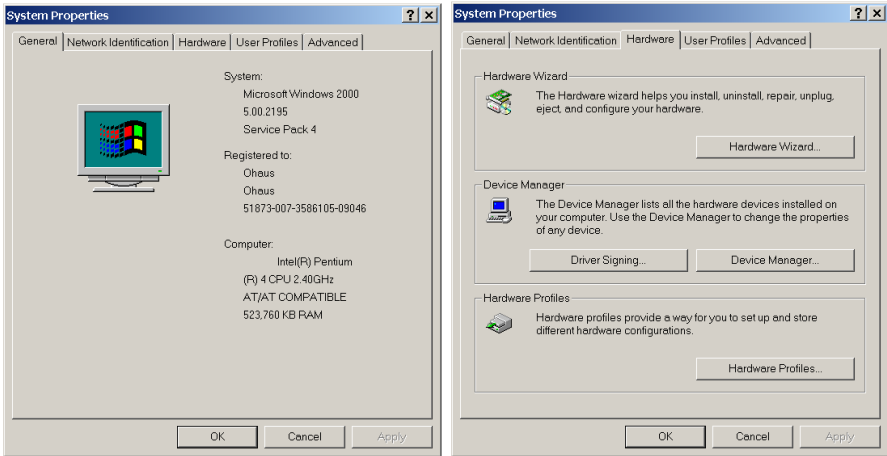 System Properties
General
Network Identification
Hardware
User Profiles
Advanced
System:
Microsoft Windows 2000
5.00.2195
Service Pack 4
Registered to:
Ohaus
Ohaus
51873-007-3586105-09046
Computer:
Intel(R) Pentium
(R) 4 CPU 2.40GHz
AT/AT COMPATIBLE
523,760 KB RAM
OK
Cancel
Apply
System Properties
General
Network Identification
Hardware
User Profiles
Advanced
Hardware Wizard
The Hardware wizard helps you install, uninstall, repair, unplug,
eject, and configure your hardware.
Hardware Wizard...
Device Manager
The Device Manager lists all the hardware devices installed on
your computer. Use the Device Manager to change the properties
of any device.
Driver Signing...
Device Manager...
Hardware Profiles
Hardware profiles provide a way for you to set up and store
different hardware configurations.
Hardware Profiles...
OK
Cancel
Apply